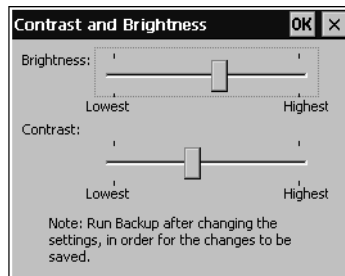 Contrast and Brightness OK ×
Brightness:
Lowest Highest
Contrast:
Lowest Highest
Note: Run Backup after changing the
settings, in order for the changes to be
saved.